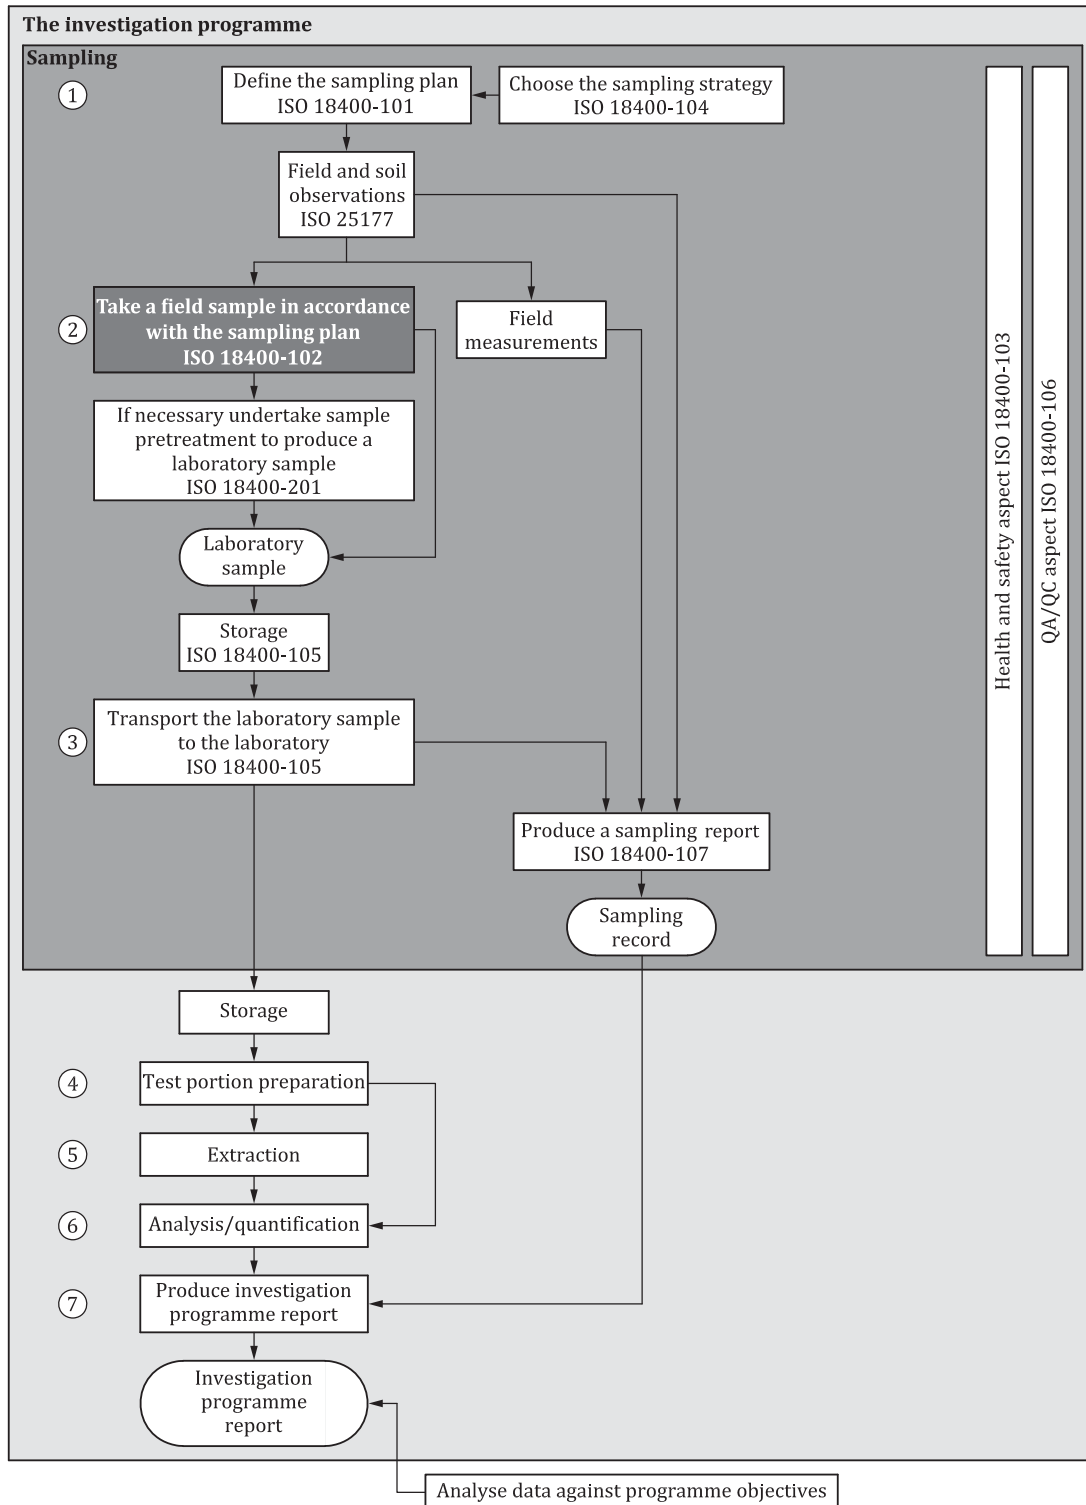 The investigation programme
Sampling
1
Define the sampling plan
ISO 18400-101
Choose the sampling strategy
ISO 18400-104
Field and soil
observations
ISO 25177
2
Take a field sample in accordance
with the sampling plan
ISO 18400-102
Field
measurements
If necessary undertake sample
pretreatment to produce a
laboratory sample
ISO 18400-201
Laboratory
sample
Storage
ISO 18400-105
3
Transport the laboratory sample
to the laboratory
ISO 18400-105
Produce a sampling report
ISO 18400-107
Sampling
record
Health and safety aspect ISO 18400-103
QA/QC aspect ISO 18400-106
Storage
4
Test portion preparation
5
Extraction
6
Analysis/quantification
7
Produce investigation
programme report
Investigation
programme
report
Analyse data against programme objectives